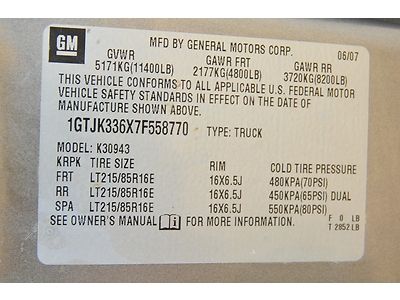 GM MFD BY GENERAL MOTORS CORP. 06/07
GVWR GAWR FRT GAWR RR
5171KG(11400LB) 2177KG(4800LB) 3720KG(8200LB)
THIS VEHICLE CONFORMS TO ALL APPLICABLE U.S. FEDERAL MOTOR
VEHICLE SAFETY STANDARDS IN EFFECT ON THE DATE OF
MANUFACTURE SHOWN ABOVE.
1GTJK336X7F558770 TYPE: TRUCK
MODEL: K30943
KRPK TIRE SIZE RIM COLD TIRE PRESSURE
FRT LT215/85R16E 16X6.5J 480KPA(70PSI)
RR LT215/85R16E 16X6.5J 450KPA(65PSI) DUAL
SPA LT215/85R16E 16X6.5J 550KPA(80PSI)
SEE OWNER'S MANUAL FOR MORE INFORMATION. F 0 LB
T 2852 LB